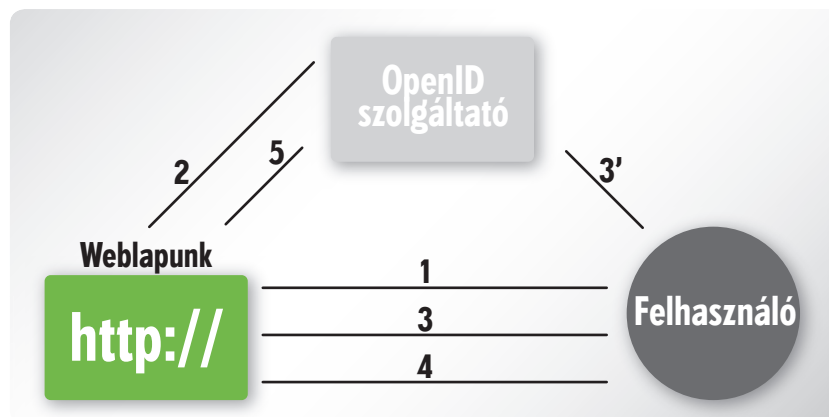 OpenID
szolgáltató
2
5
3’
Weblapunk
http://
1
3
4
Felhasználó